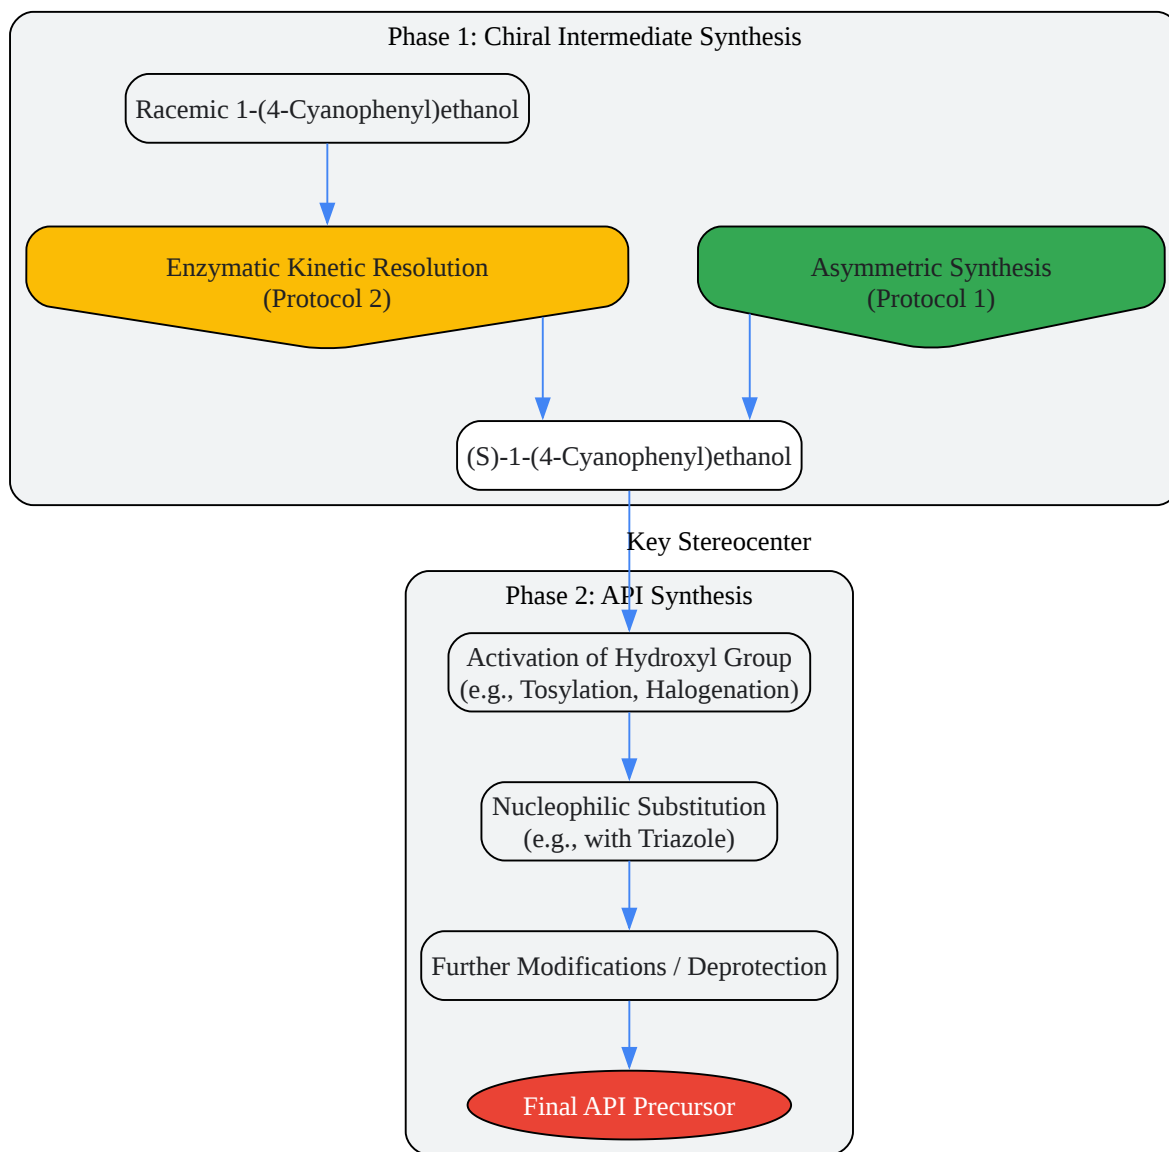 Phase 1: Chiral Intermediate Synthesis
Racemic 1-(4-Cyanophenyl)ethanol
Enzymatic Kinetic Resolution
(Protocol 2)
Asymmetric Synthesis
(Protocol 1)
(S)-1-(4-Cyanophenyl)ethanol
Key Stereocenter
Phase 2: API Synthesis
Activation of Hydroxyl Group
(e.g., Tosylation, Halogenation)
Nucleophilic Substitution
(e.g., with Triazole)
Further Modifications / Deprotection
Final API Precursor